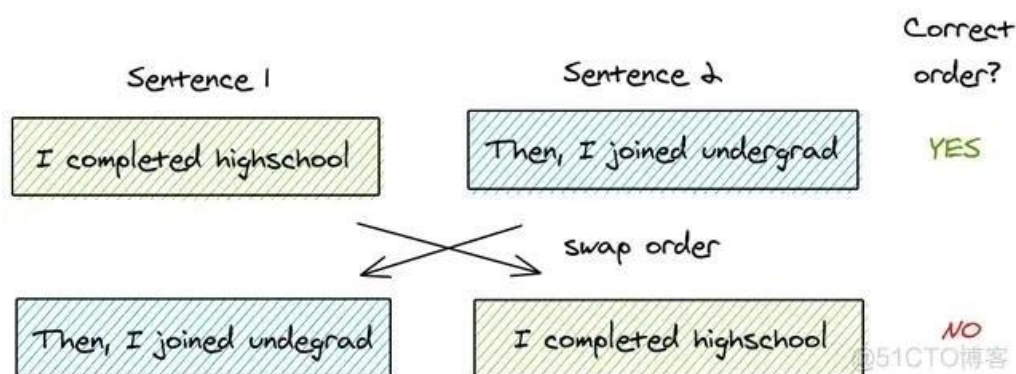 Correct
Sentence 1 Sentence 2 order?
I completed highschool Then, I joined undergrad YES
swap order
Then, I joined undegrad I completed highschool NO
@51CTO博客